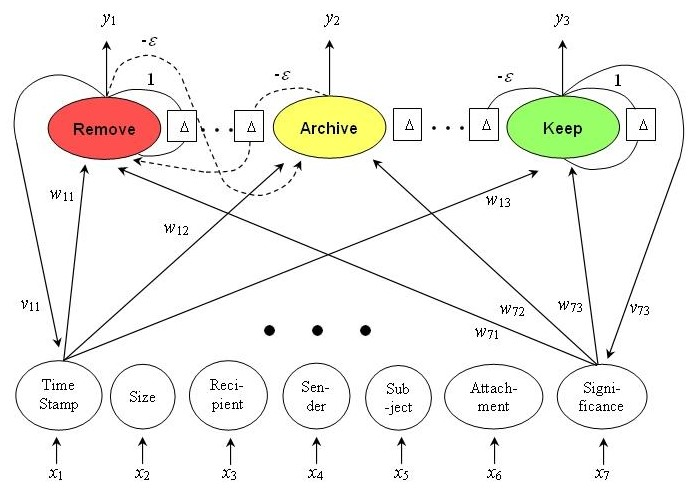 y1 y2 y3
-ε -ε -ε
1 1
Δ Δ Δ Δ Δ
Remove Archive Keep
w11 w12 w13
v11 w72 w73 v73
w71
Time
Stamp
Size
Reci-
pient
Sen-
der
Sub
-ject
Attach-
ment
Signi-
ficance
x1 x2 x3 x4 x5 x6 x7